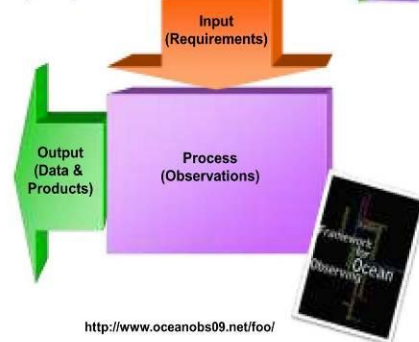 Input
(Requirements)
Output
(Data &
Products)
Process
(Observations)
Framework
for
Ocean
Observing
http://www.oceanobs09.net/foo/